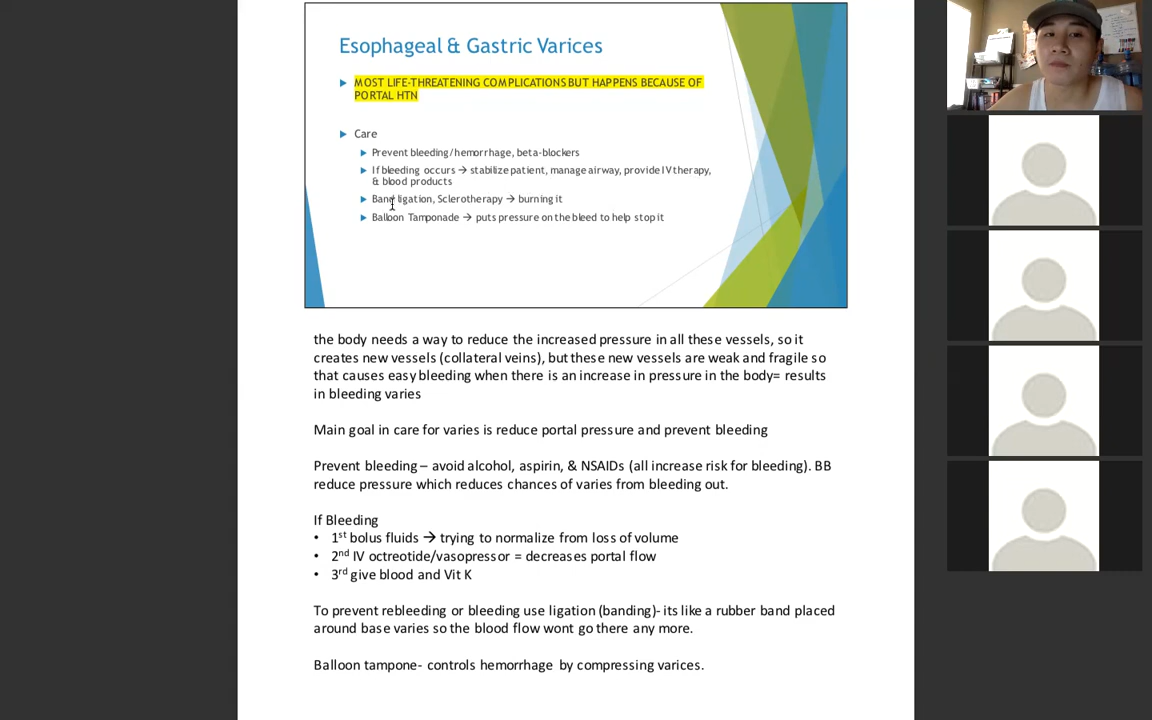 Esophageal & Gastric Varices
MOST LIFE-THREATENING COMPLICATIONS BUT HAPPENS BECAUSE OF
PORTAL HTN
Care
Prevent bleeding/hemorrhage, beta-blockers
If bleeding occurs → stabilize patient, manage airway, provide IV therapy,
& blood products
Band ligation, Sclerotherapy → burning it
Balloon Tamponade → puts pressure on the bleed to help stop it
the body needs a way to reduce the increased pressure in all these vessels, so it
creates new vessels (collateral veins), but these new vessels are weak and fragile so
that causes easy bleeding when there is an increase in pressure in the body= results
in bleeding varies
Main goal in care for varies is reduce portal pressure and prevent bleeding
Prevent bleeding – avoid alcohol, aspirin, & NSAIDs (all increase risk for bleeding). BB
reduce pressure which reduces chances of varies from bleeding out.
If Bleeding
• 1st bolus fluids → trying to normalize from loss of volume
• 2nd IV octreotide/vasopressor = decreases portal flow
• 3rd give blood and Vit K
To prevent rebleeding or bleeding use ligation (banding)- its like a rubber band placed
around base varies so the blood flow wont go there any more.
Balloon tampone- controls hemorrhage by compressing varices.